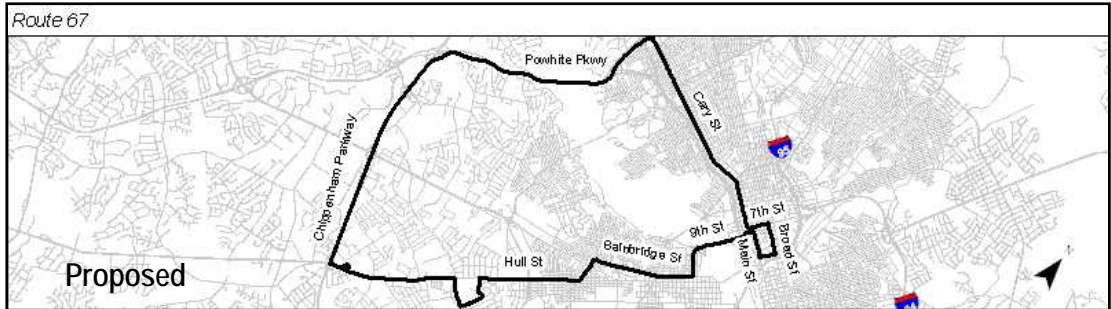 Route 67
Powhite Pkwy
Cary St
95
Chippenham Parkway
7th St
9th St
Broad St
Main St
Bainbridge St
Hull St
N
Proposed